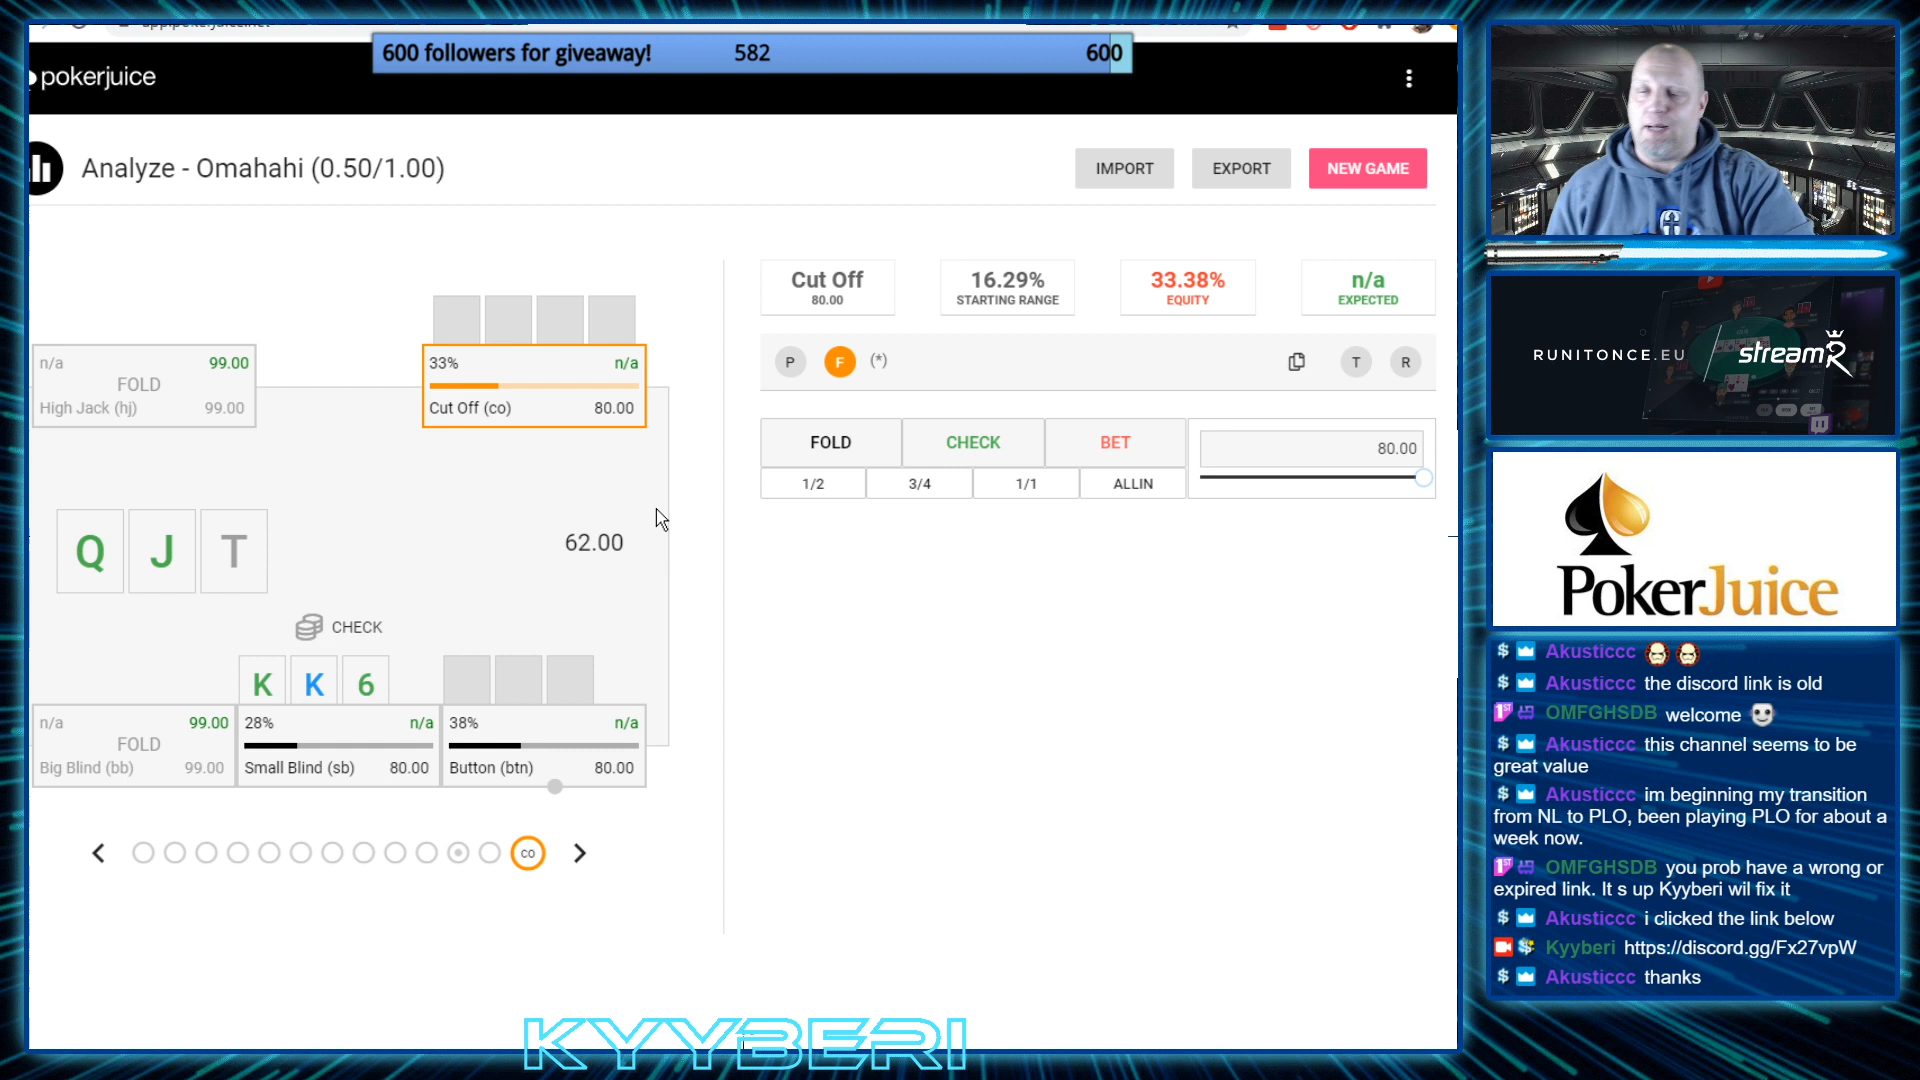 600 followers for giveaway! 582 600
pokerjuice
Analyze - Omahahi (0.50/1.00)
IMPORT EXPORT NEW GAME
Cut Off 16.29% 33.38% n/a
80.00 STARTING RANGE EQUITY EXPECTED
P F (*) T R
FOLD CHECK BET 80.00
1/2 3/4 1/1 ALLIN
n/a 99.00
FOLD
High Jack (hj) 99.00
33% n/a
Cut Off (co) 80.00
Q J T
62.00
CHECK
K K 6
n/a 99.00
FOLD
Big Blind (bb) 99.00
28% n/a
Small Blind (sb) 80.00
38% n/a
Button (btn) 80.00
co
KYYBERI
RUNITONCE.EU / streamR
PokerJuice
$ Akusticcc
$ Akusticcc the discord link is old
1ST OMFGHSDB welcome
$ Akusticcc this channel seems to be
great value
$ Akusticcc im beginning my transition
from NL to PLO, been playing PLO for about a
week now.
1ST OMFGHSDB you prob have a wrong or
expired link. It s up Kyyberi wil fix it
$ Akusticcc i clicked the link below
Kyyberi https://discord.gg/Fx27vpW
$ Akusticcc thanks